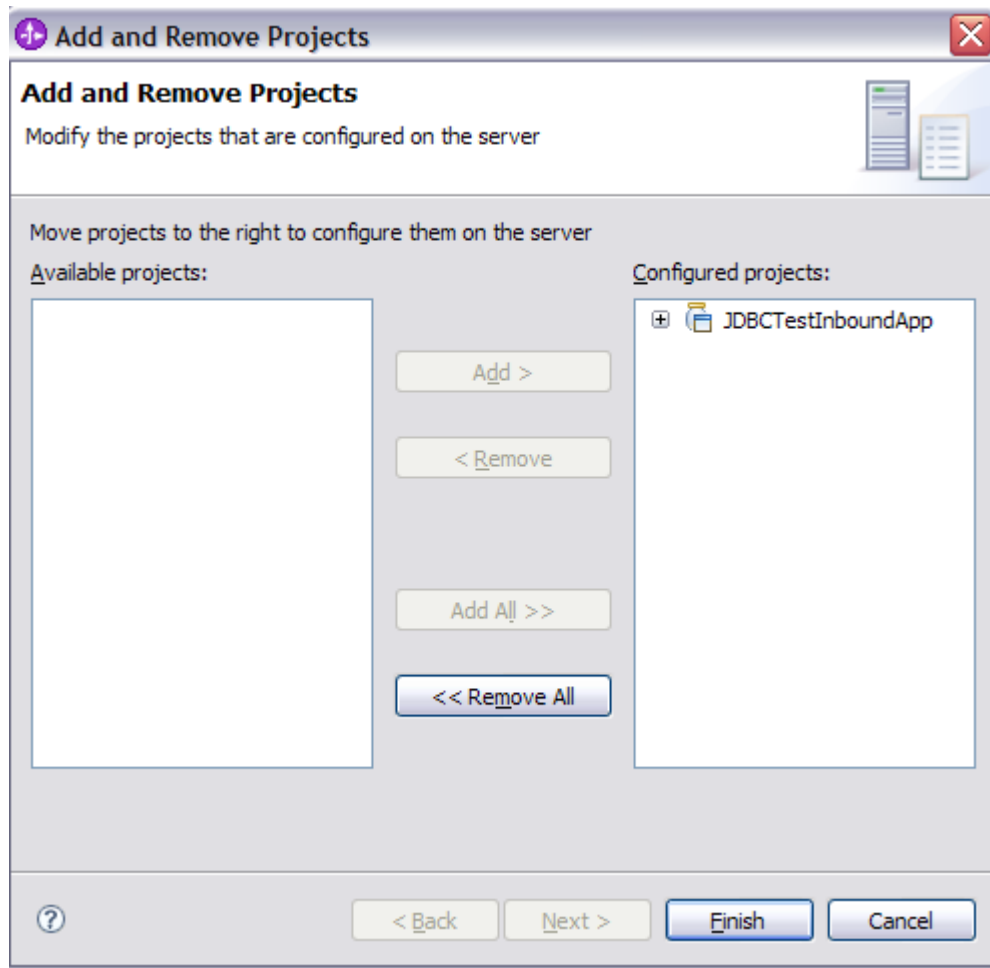 Add and Remove Projects
Add and Remove Projects
Modify the projects that are configured on the server
Move projects to the right to configure them on the server
Available projects:
Configured projects:
JDBCTestInboundApp
Add >
< Remove
Add All >>
<< Remove All
?
< Back
Next >
Finish
Cancel